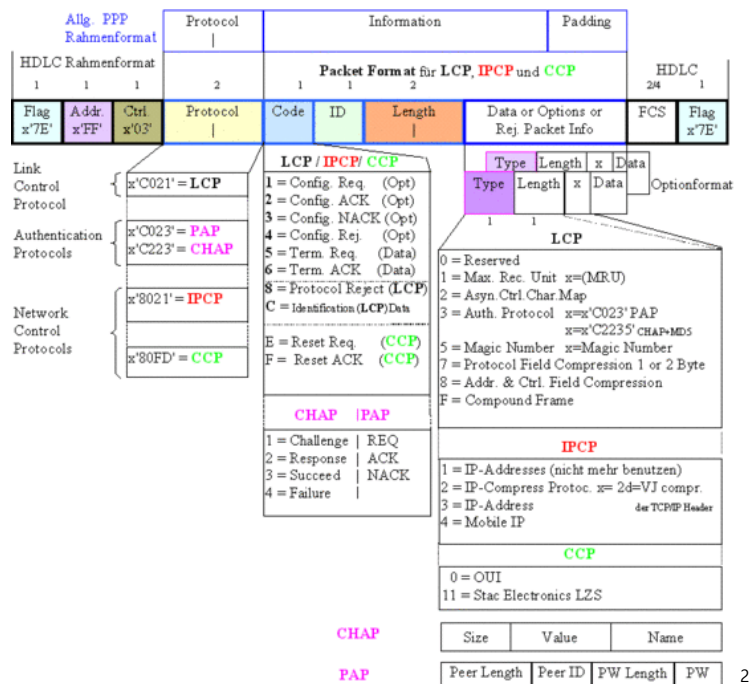 Allg. PPP Rahmenformat
Protocol | Information Padding
HDLC Rahmenformat Packet Format für LCP, IPCP und CCP HDLC
1 1 1 2 1 1 2 2/4 1
Flag x'7E' Addr. x'FF' Ctrl. x'03' Protocol | Code ID Length | Data or Options or Rej. Packet Info FCS Flag x'7E'
Type Length x Data
Type Length x Data Optionformat
1 1
Link Control Protocol
x'C021' = LCP
Authentication Protocols
x'C023' = PAP
x'C223' = CHAP
Network Control Protocols
x'8021' = IPCP
x'80FD' = CCP
LCP / IPCP/ CCP
1 = Config. Req. (Opt)
2 = Config. ACK (Opt)
3 = Config. NACK (Opt)
4 = Config. Rej. (Opt)
5 = Term. Req. (Data)
6 = Term. ACK (Data)
8 = Protocol Reject (LCP)
C = Identification (LCP)Data
E = Reset Req. (CCP)
F = Reset ACK (CCP)
CHAP | PAP
1 = Challenge | REQ
2 = Response | ACK
3 = Succeed | NACK
4 = Failure |
LCP
0 = Reserved
1 = Max. Rec. Unit x=(MRU)
2 = Asyn.Ctrl.Char.Map
3 = Auth. Protocol x=x'C023' PAP
x=x'C2235' CHAP+MD5
5 = Magic Number x=Magic Number
7 = Protocol Field Compression 1 or 2 Byte
8 = Addr. & Ctrl. Field Compression
F = Compound Frame
IPCP
1 = IP-Addresses (nicht mehr benutzen)
2 = IP-Compress Protoc. x= 2d=VJ compr.
3 = IP-Address der TCP/IP Header
4 = Mobile IP
CCP
0 = OUI
11 = Stac Electronics LZS
CHAP Size Value Name
PAP Peer Length Peer ID PW Length PW 2